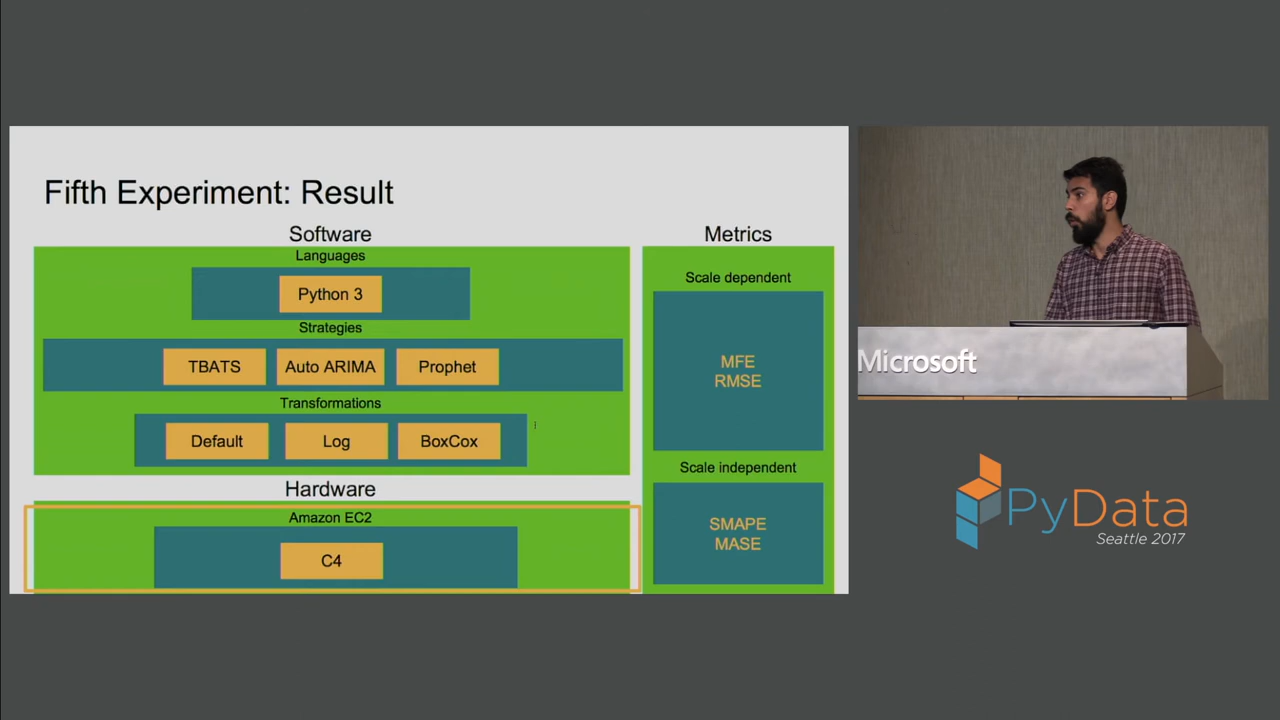 Fifth Experiment: Result
Software
Languages
Python 3
Strategies
TBATS
Auto ARIMA
Prophet
Transformations
Default
Log
BoxCox
Hardware
Amazon EC2
C4
Metrics
Scale dependent
MFE
RMSE
Scale independent
SMAPE
MASE
Microsoft
PyData
Seattle 2017